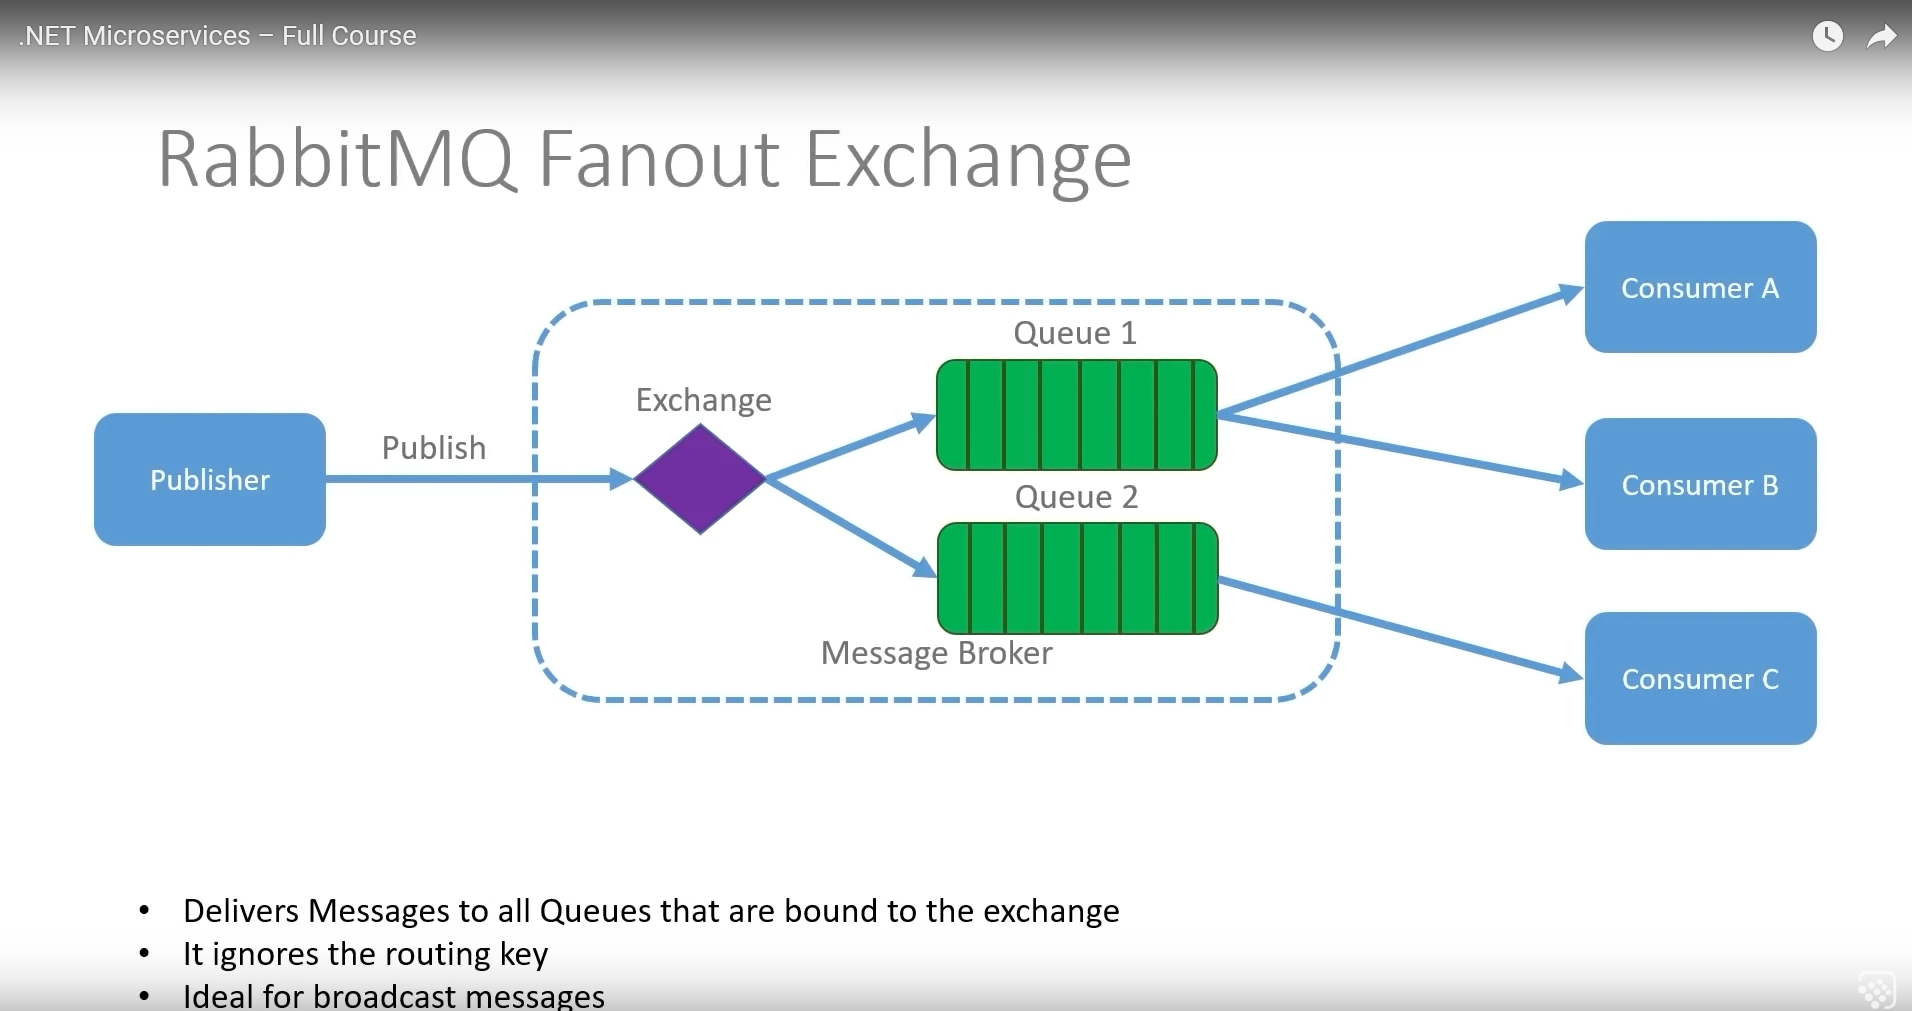 .NET Microservices – Full Course
RabbitMQ Fanout Exchange
Publisher
Publish
Exchange
Queue 1
Queue 2
Message Broker
Consumer A
Consumer B
Consumer C
• Delivers Messages to all Queues that are bound to the exchange
• It ignores the routing key
• Ideal for broadcast messages